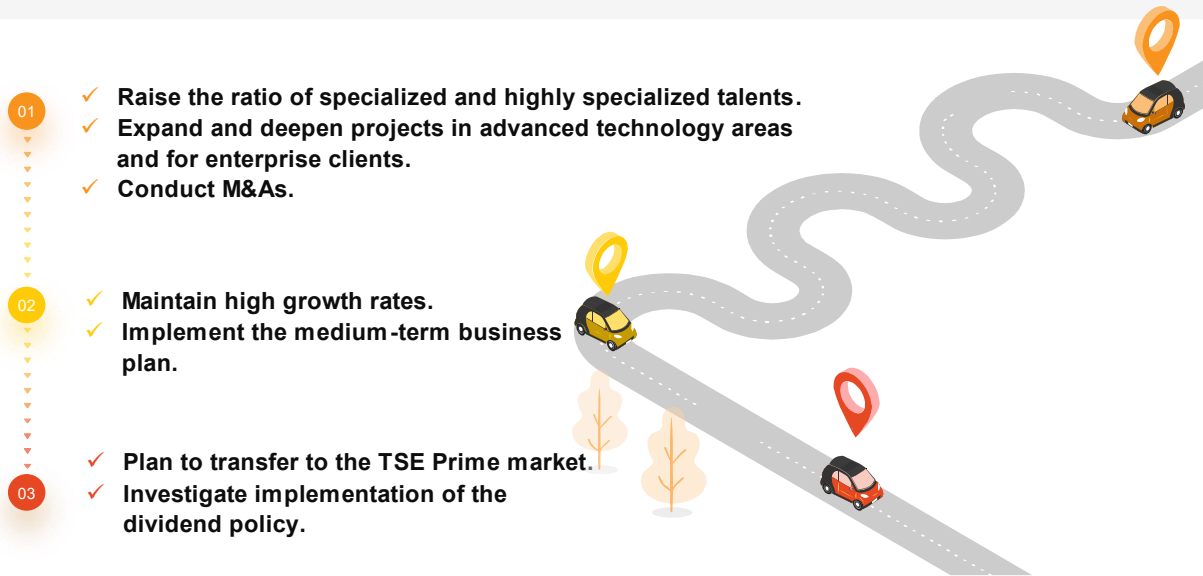 01
✓ Raise the ratio of specialized and highly specialized talents.
✓ Expand and deepen projects in advanced technology areas
and for enterprise clients.
✓ Conduct M&As.
02
✓ Maintain high growth rates.
✓ Implement the medium-term business
plan.
03
✓ Plan to transfer to the TSE Prime market.
✓ Investigate implementation of the
dividend policy.